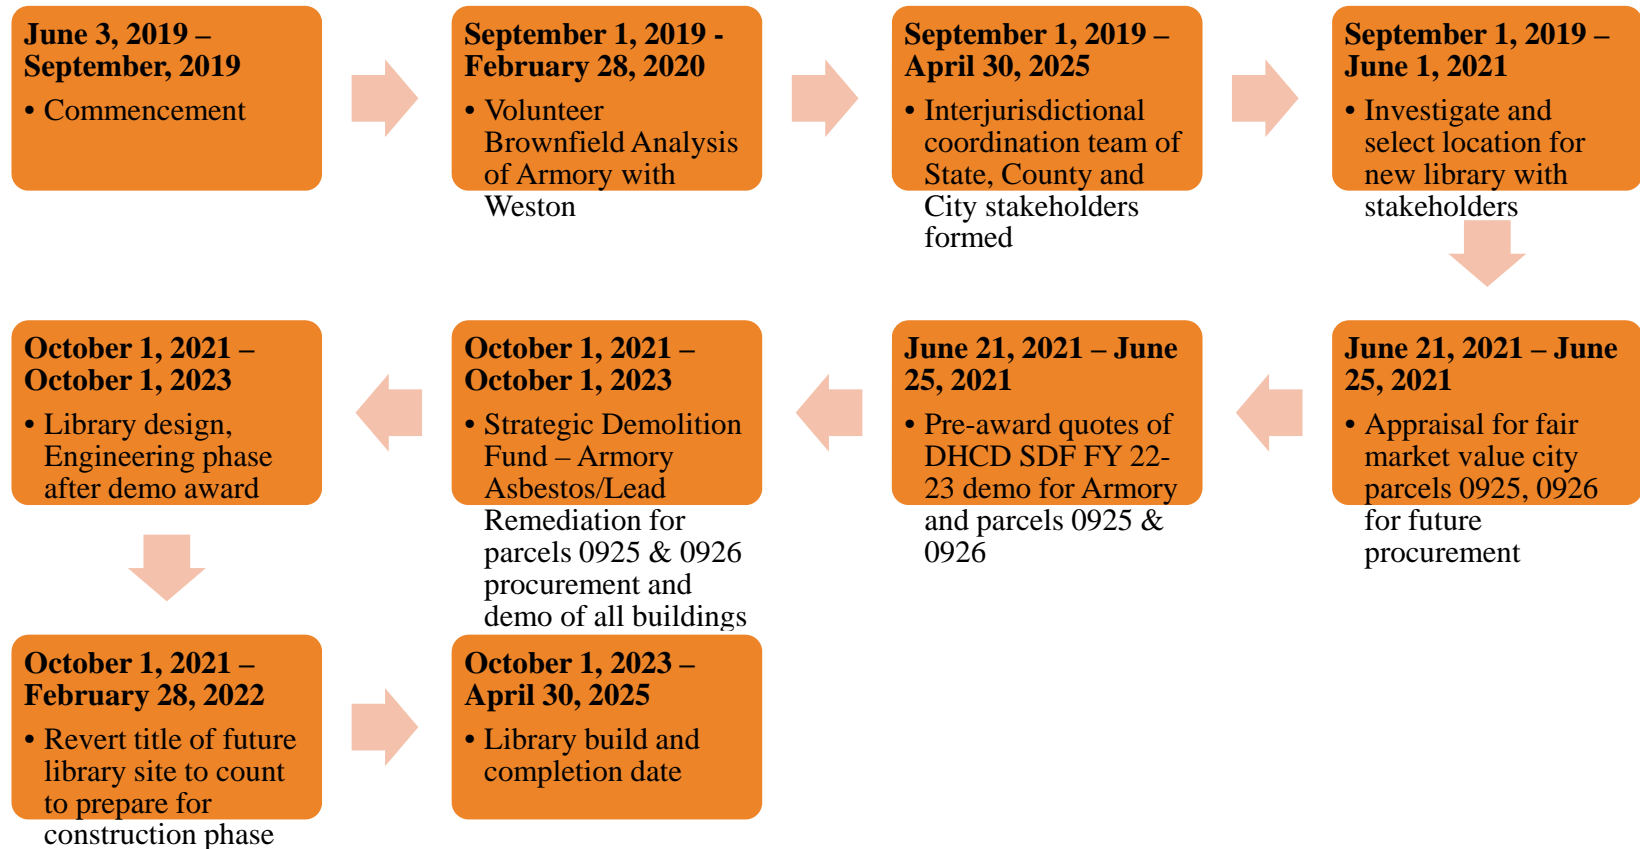 June 3, 2019 –
September, 2019
• Commencement
September 1, 2019 -
February 28, 2020
• Volunteer
Brownfield Analysis
of Armory with
Weston
September 1, 2019 –
April 30, 2025
• Interjurisdictional
coordination team of
State, County and
City stakeholders
formed
September 1, 2019 –
June 1, 2021
• Investigate and
select location for
new library with
stakeholders
June 21, 2021 – June
25, 2021
• Appraisal for fair
market value city
parcels 0925, 0926
for future
procurement
June 21, 2021 – June
25, 2021
• Pre-award quotes of
DHCD SDF FY 22-
23 demo for Armory
and parcels 0925 &
0926
October 1, 2021 –
October 1, 2023
• Strategic Demolition
Fund – Armory
Asbestos/Lead
Remediation for
parcels 0925 & 0926
procurement and
demo of all buildings
October 1, 2021 –
October 1, 2023
• Library design,
Engineering phase
after demo award
October 1, 2021 –
February 28, 2022
• Revert title of future
library site to count
to prepare for
construction phase
October 1, 2023 –
April 30, 2025
• Library build and
completion date